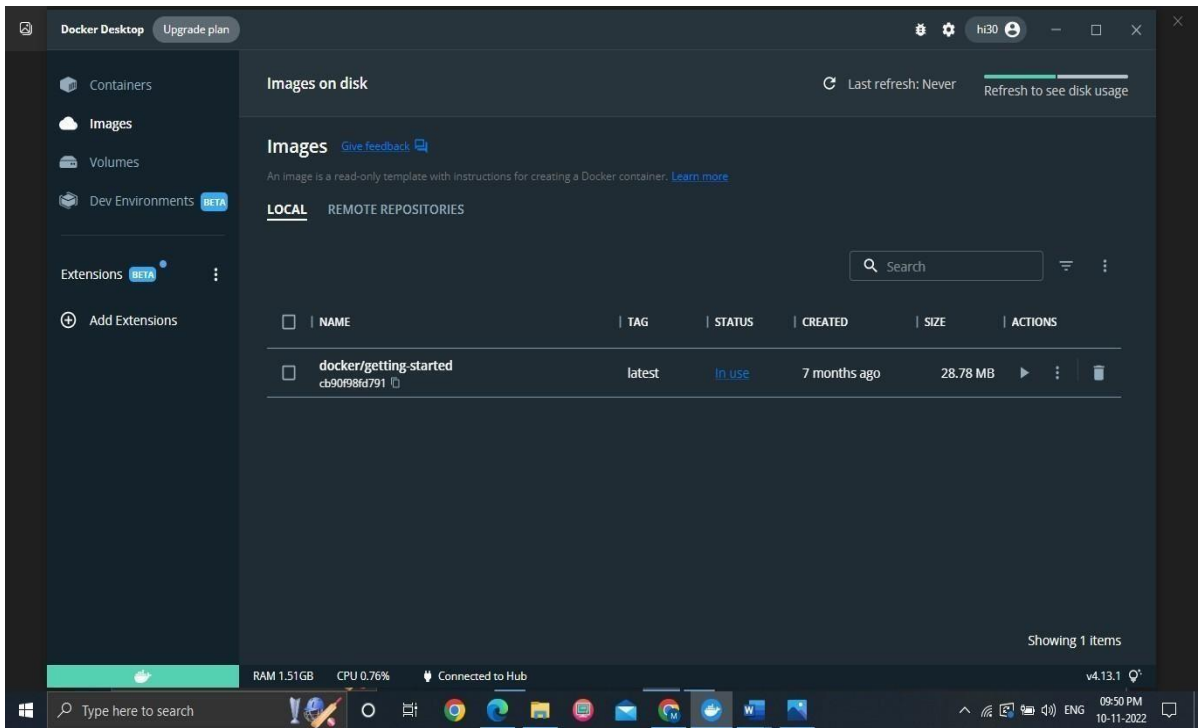 Docker Desktop Upgrade plan hi30
Containers
Images
Volumes
Dev Environments BETA
Extensions BETA
Add Extensions
Images on disk Last refresh: Never Refresh to see disk usage
Images Give feedback
An image is a read-only template with instructions for creating a Docker container. Learn more
LOCAL REMOTE REPOSITORIES
Search
NAME TAG STATUS CREATED SIZE ACTIONS
docker/getting-started latest In use 7 months ago 28.78 MB
cb90f98fd791
Showing 1 items
RAM 1.51GB CPU 0.76% Connected to Hub v4.13.1
Type here to search ENG 09:50 PM
10-11-2022